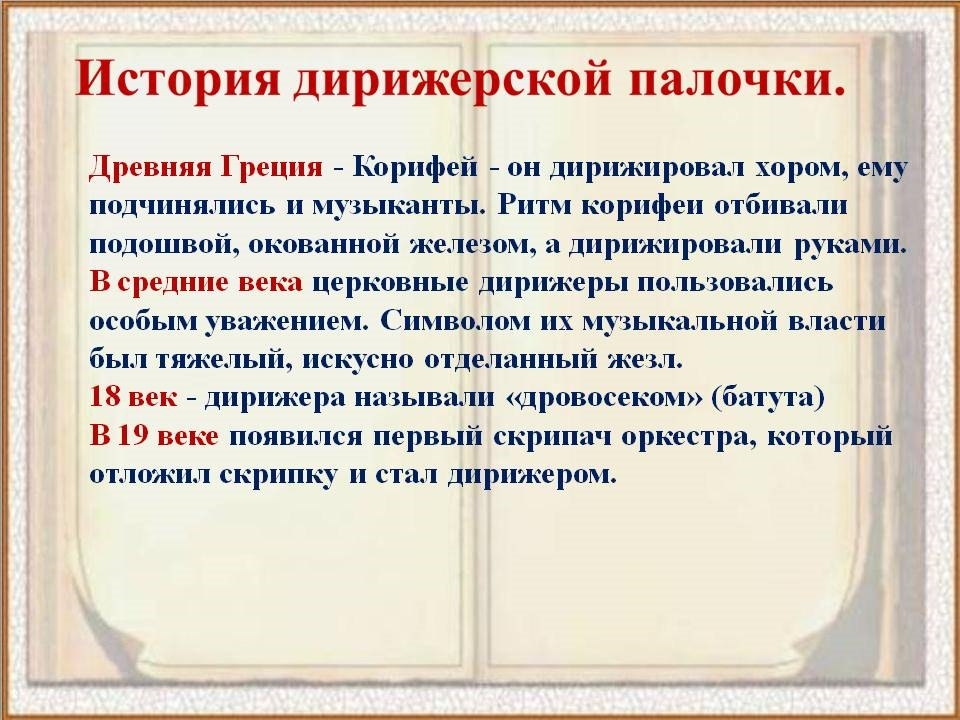 История дирижерской палочки.
Древняя Греция - Корифей - он дирижировал хором, ему
подчинялись и музыканты. Ритм корифеи отбивали
подошвой, окованной железом, а дирижировали руками.
В средние века церковные дирижеры пользовались
особым уважением. Символом их музыкальной власти
был тяжелый, искусно отделанный жезл.
18 век - дирижера называли «дровосеком» (батута)
В 19 веке появился первый скрипач оркестра, который
отложил скрипку и стал дирижером.